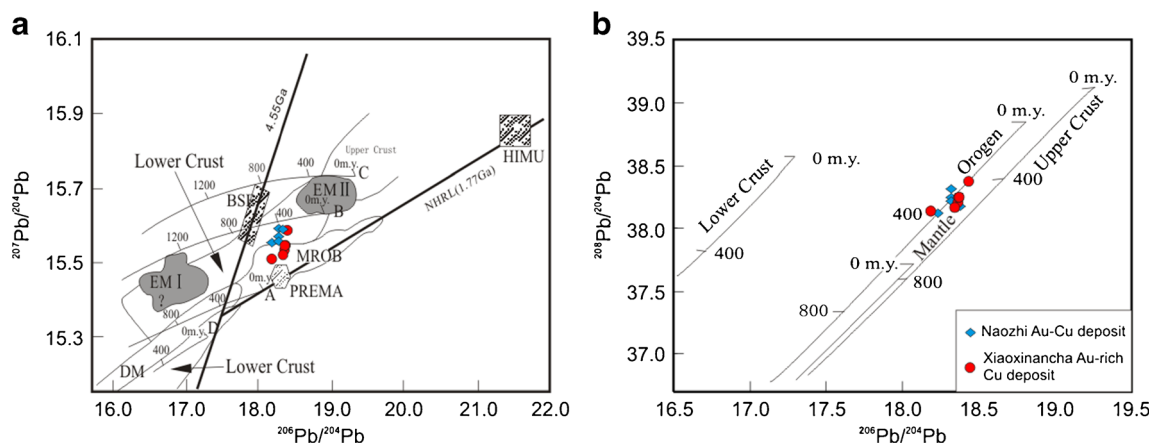 a
16.1
15.9
15.7
15.5
15.3
²⁰⁷Pb/²⁰⁴Pb
16.0
17.0
18.0
19.0
20.0
21.0
22.0
²⁰⁶Pb/²⁰⁴Pb
4.55Ga
Lower Crust
1200
800
400
Upper Crust
0m.y.
C
HIMU
BSE
EM II
0m.y.
B
NHRL(1.77Ga)
800
400
1200
EM I
?
MROB
0m.y.
PREMA
A
400
800
0m.y.
D
400
DM
Lower Crust
b
39.5
39.0
38.5
38.0
37.5
37.0
²⁰⁸Pb/²⁰⁴Pb
16.5
17.0
17.5
18.0
18.5
19.0
19.5
²⁰⁶Pb/²⁰⁴Pb
0 m.y.
0 m.y.
Lower Crust
0 m.y.
Orogen
Upper Crust
400
400
Mantle
400
0 m.y.
800
800
Naozhi Au-Cu deposit
Xiaoxinancha Au-rich
Cu deposit